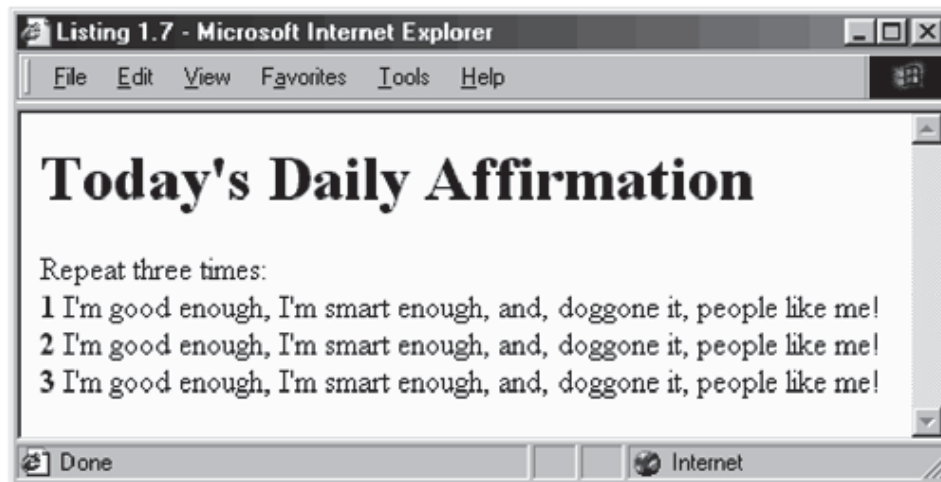 Listing 1.7 - Microsoft Internet Explorer
File Edit View Favorites Tools Help
Today's Daily Affirmation
Repeat three times:
1 I'm good enough, I'm smart enough, and, doggone it, people like me!
2 I'm good enough, I'm smart enough, and, doggone it, people like me!
3 I'm good enough, I'm smart enough, and, doggone it, people like me!
Done Internet